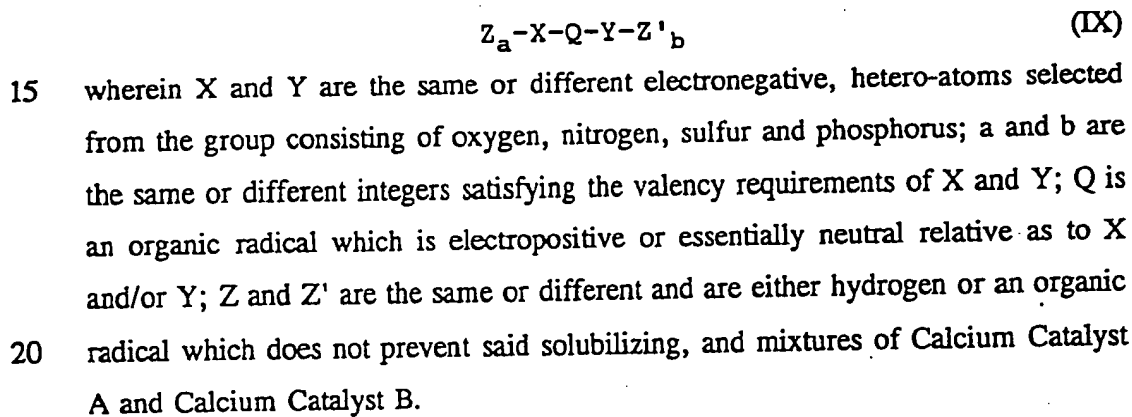 Za-X-Q-Y-Z'b (IX)
15 wherein X and Y are the same or different electronegative, hetero-atoms selected
from the group consisting of oxygen, nitrogen, sulfur and phosphorus; a and b are
the same or different integers satisfying the valency requirements of X and Y; Q is
an organic radical which is electropositive or essentially neutral relative as to X
and/or Y; Z and Z' are the same or different and are either hydrogen or an organic
20 radical which does not prevent said solubilizing, and mixtures of Calcium Catalyst
A and Calcium Catalyst B.